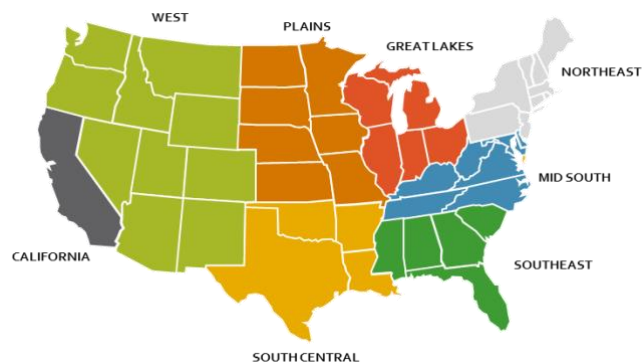 WEST
PLAINS
GREAT LAKES
NORTHEAST
MID SOUTH
CALIFORNIA
SOUTHEAST
SOUTH CENTRAL